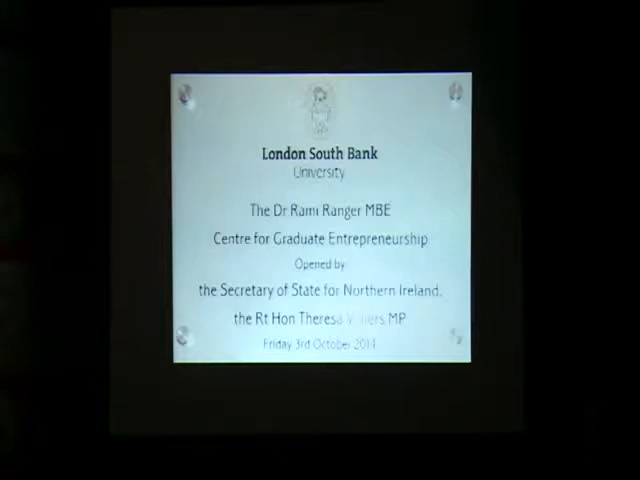 London South Bank
University
The Dr Rami Ranger MBE
Centre for Graduate Entrepreneurship
Opened by:
the Secretary of State for Northern Ireland,
the Rt Hon Theresa Villiers MP
Friday 3rd October 2014